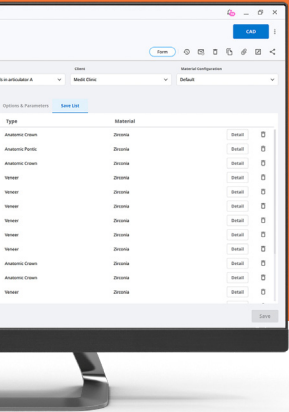 CAD
Form
Client
Material Configuration
is in articulator A
Medit Clinic
Default
Options & Parameters
Save List
Type
Material
Anatomic Crown
Zirconia
Detail
Anatomic Pontic
Zirconia
Detail
Anatomic Crown
Zirconia
Detail
Veneer
Zirconia
Detail
Veneer
Zirconia
Detail
Veneer
Zirconia
Detail
Veneer
Zirconia
Detail
Veneer
Zirconia
Detail
Veneer
Zirconia
Detail
Anatomic Crown
Zirconia
Detail
Anatomic Crown
Zirconia
Detail
Veneer
Zirconia
Detail
Save